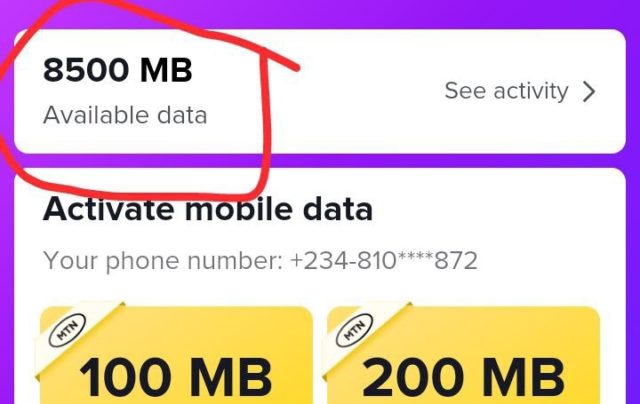 8500 MB
Available data
See activity
Activate mobile data
Your phone number: +234-810****872
MTN
100 MB
MTN
200 MB